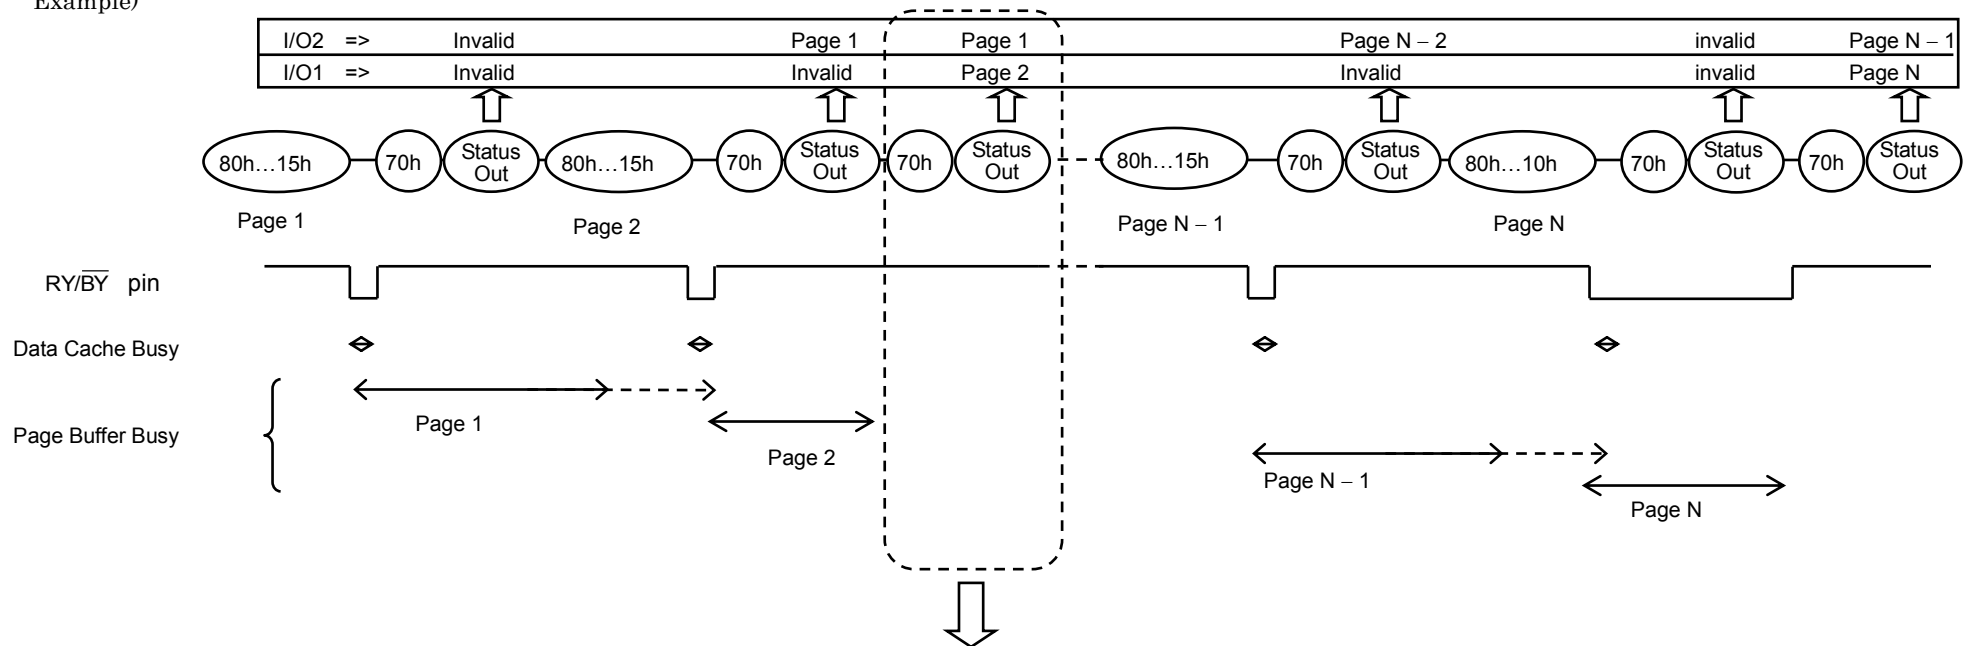 Example)
I/O2 => Invalid Page 1 Page 1 Page N – 2 invalid Page N – 1
I/O1 => Invalid Invalid Page 2 Invalid invalid Page N
80h…15h 70h Status Out 80h…15h 70h Status Out 70h Status Out 80h…15h 70h Status Out 80h…10h 70h Status Out 70h Status Out
Page 1 Page 2 Page N – 1 Page N
RY/BY pin
Data Cache Busy
Page 1
Page Buffer Busy
Page 2
Page N – 1
Page N